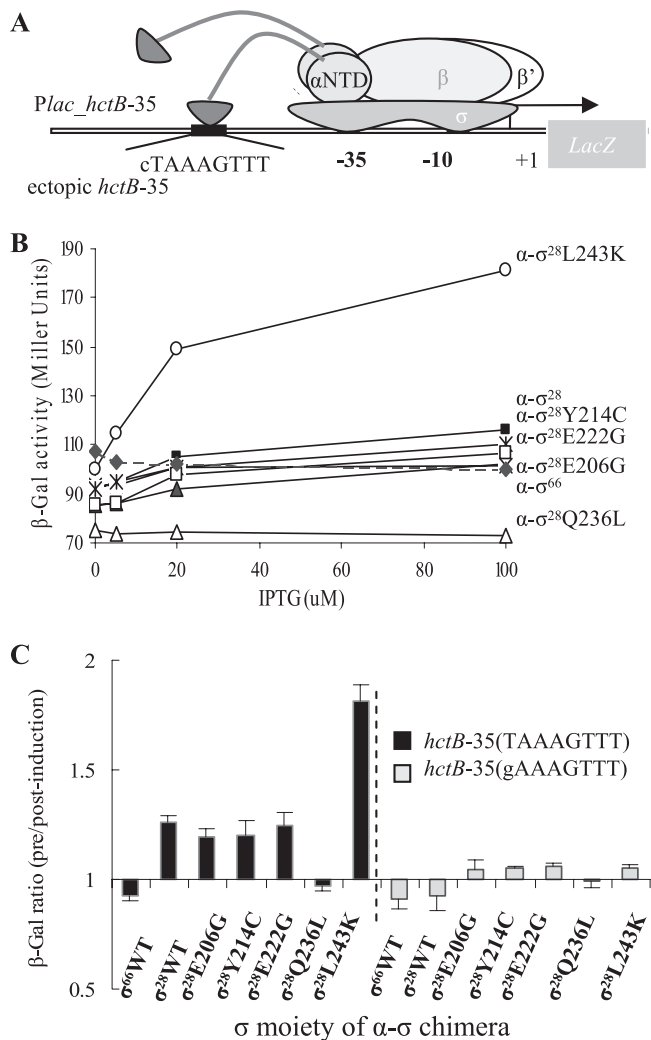 A
αNTD
β
β’
σ
Plac_hctB-35
cTAAAGTTT
-35
-10
+1
LacZ
ectopic hctB-35
B
β-Gal activity (Miller Units)
190
170
150
130
110
90
70
0
20
40
60
80
100
IPTG(uM)
α-σ²⁸L243K
α-σ²⁸
α-σ²⁸Y214C
α-σ²⁸E222G
α-σ²⁸E206G
α-σ⁶⁶
α-σ²⁸Q236L
C
β-Gal ratio (pre/post-induction)
2
1.5
1
0.5
hctB-35(TAAAGTTT)
hctB-35(gAAAGTTT)
σ⁶⁶WT
σ²⁸WT
σ²⁸E206G
σ²⁸Y214C
σ²⁸E222G
σ²⁸Q236L
σ²⁸L243K
σ⁶⁶WT
σ²⁸WT
σ²⁸E206G
σ²⁸Y214C
σ²⁸E222G
σ²⁸Q236L
σ²⁸L243K
σ moiety of α-σ chimera